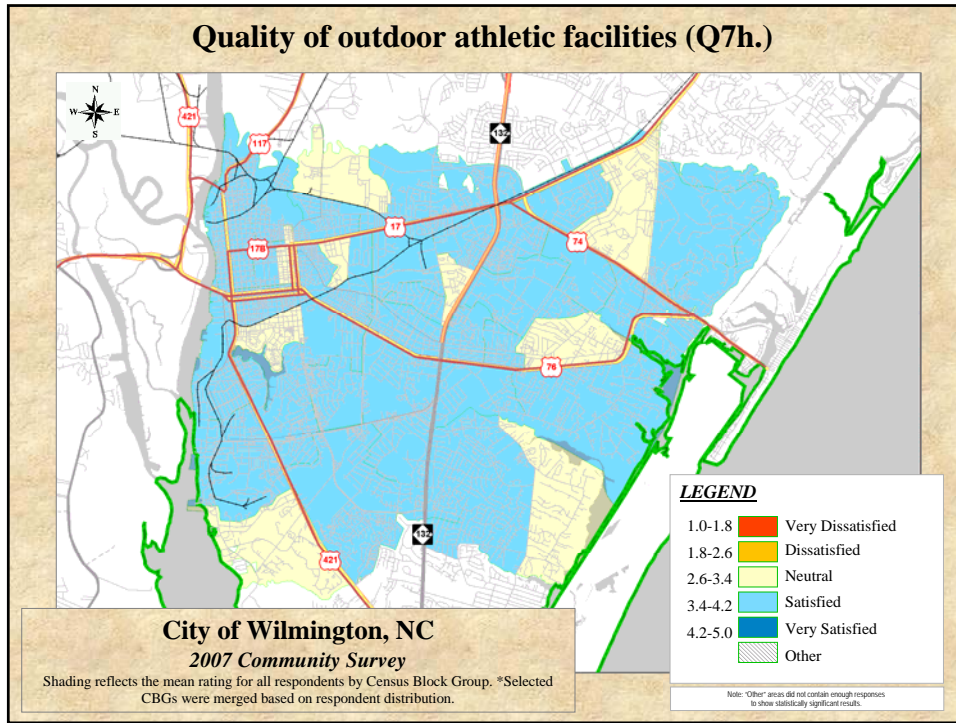 Quality of outdoor athletic facilities (Q7h.)
N
W E
S
421
117
132
17
17B
74
76
132
421
LEGEND
1.0-1.8 Very Dissatisfied
1.8-2.6 Dissatisfied
2.6-3.4 Neutral
3.4-4.2 Satisfied
4.2-5.0 Very Satisfied
Other
City of Wilmington, NC
2007 Community Survey
Shading reflects the mean rating for all respondents by Census Block Group. *Selected
CBGs were merged based on respondent distribution.
Note: "Other" areas did not contain enough responses
to show statistically significant results.